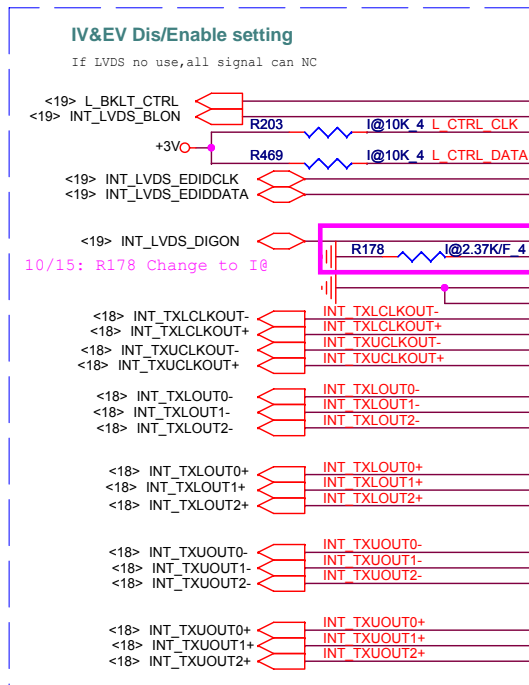 IV&EV Dis/Enable setting
If LVDS no use,all signal can NC
<19> L_BKLT_CTRL
<19> INT_LVDS_BLON
R203 I@10K_4 L_CTRL_CLK
+3V
R469 I@10K_4 L_CTRL_DATA
<19> INT_LVDS_EDIDCLK
<19> INT_LVDS_EDIDDATA
<19> INT_LVDS_DIGON
R178 I@2.37K/F_4
10/15: R178 Change to I@
<18> INT_TXLCLKOUT- INT_TXLCLKOUT-
<18> INT_TXLCLKOUT+ INT_TXLCLKOUT+
<18> INT_TXUCLKOUT- INT_TXUCLKOUT-
<18> INT_TXUCLKOUT+ INT_TXUCLKOUT+
<18> INT_TXLOUT0- INT_TXLOUT0-
<18> INT_TXLOUT1- INT_TXLOUT1-
<18> INT_TXLOUT2- INT_TXLOUT2-
<18> INT_TXLOUT0+ INT_TXLOUT0+
<18> INT_TXLOUT1+ INT_TXLOUT1+
<18> INT_TXLOUT2+ INT_TXLOUT2+
<18> INT_TXUOUT0- INT_TXUOUT0-
<18> INT_TXUOUT1- INT_TXUOUT1-
<18> INT_TXUOUT2- INT_TXUOUT2-
<18> INT_TXUOUT0+ INT_TXUOUT0+
<18> INT_TXUOUT1+ INT_TXUOUT1+
<18> INT_TXUOUT2+ INT_TXUOUT2+